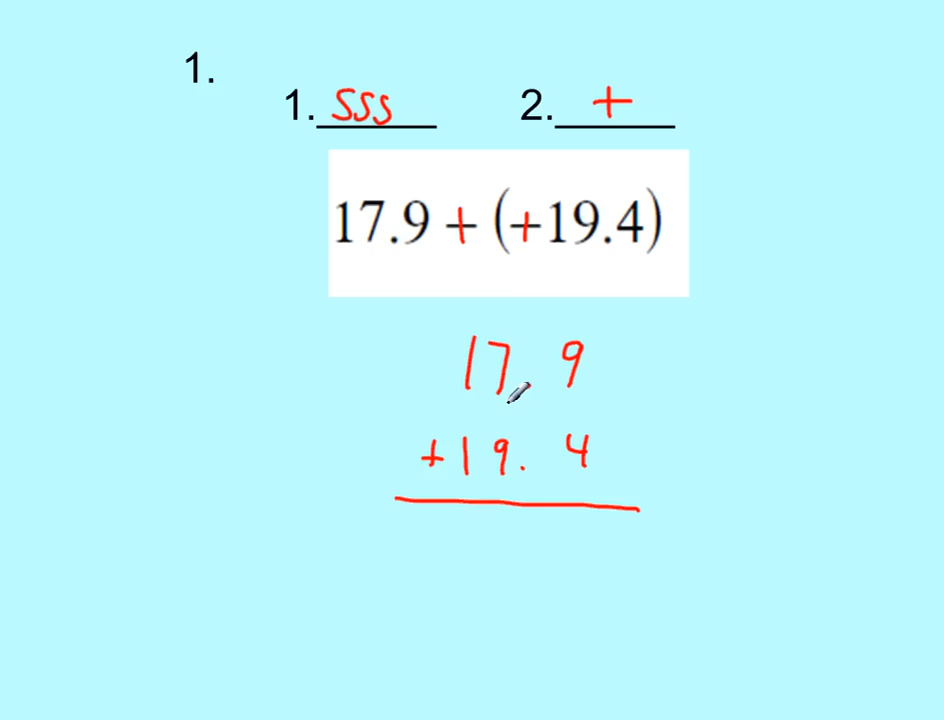 1.
1. SSS 2. +
17.9 + (+19.4)
17. 9
+19. 4